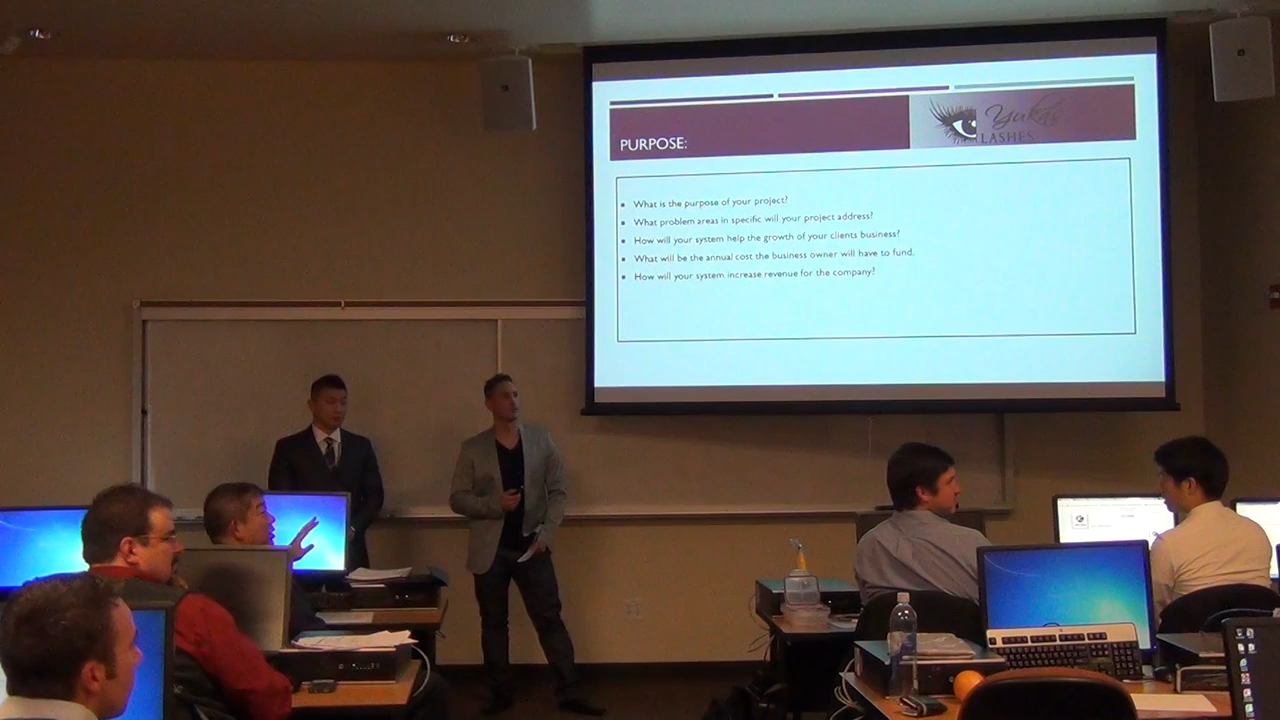 Yukas
LASHES
PURPOSE:
What is the purpose of your project?
What problem areas in specific will your project address?
How will your system help the growth of your clients business?
What will be the annual cost the business owner will have to fund.
How will your system increase revenue for the company?